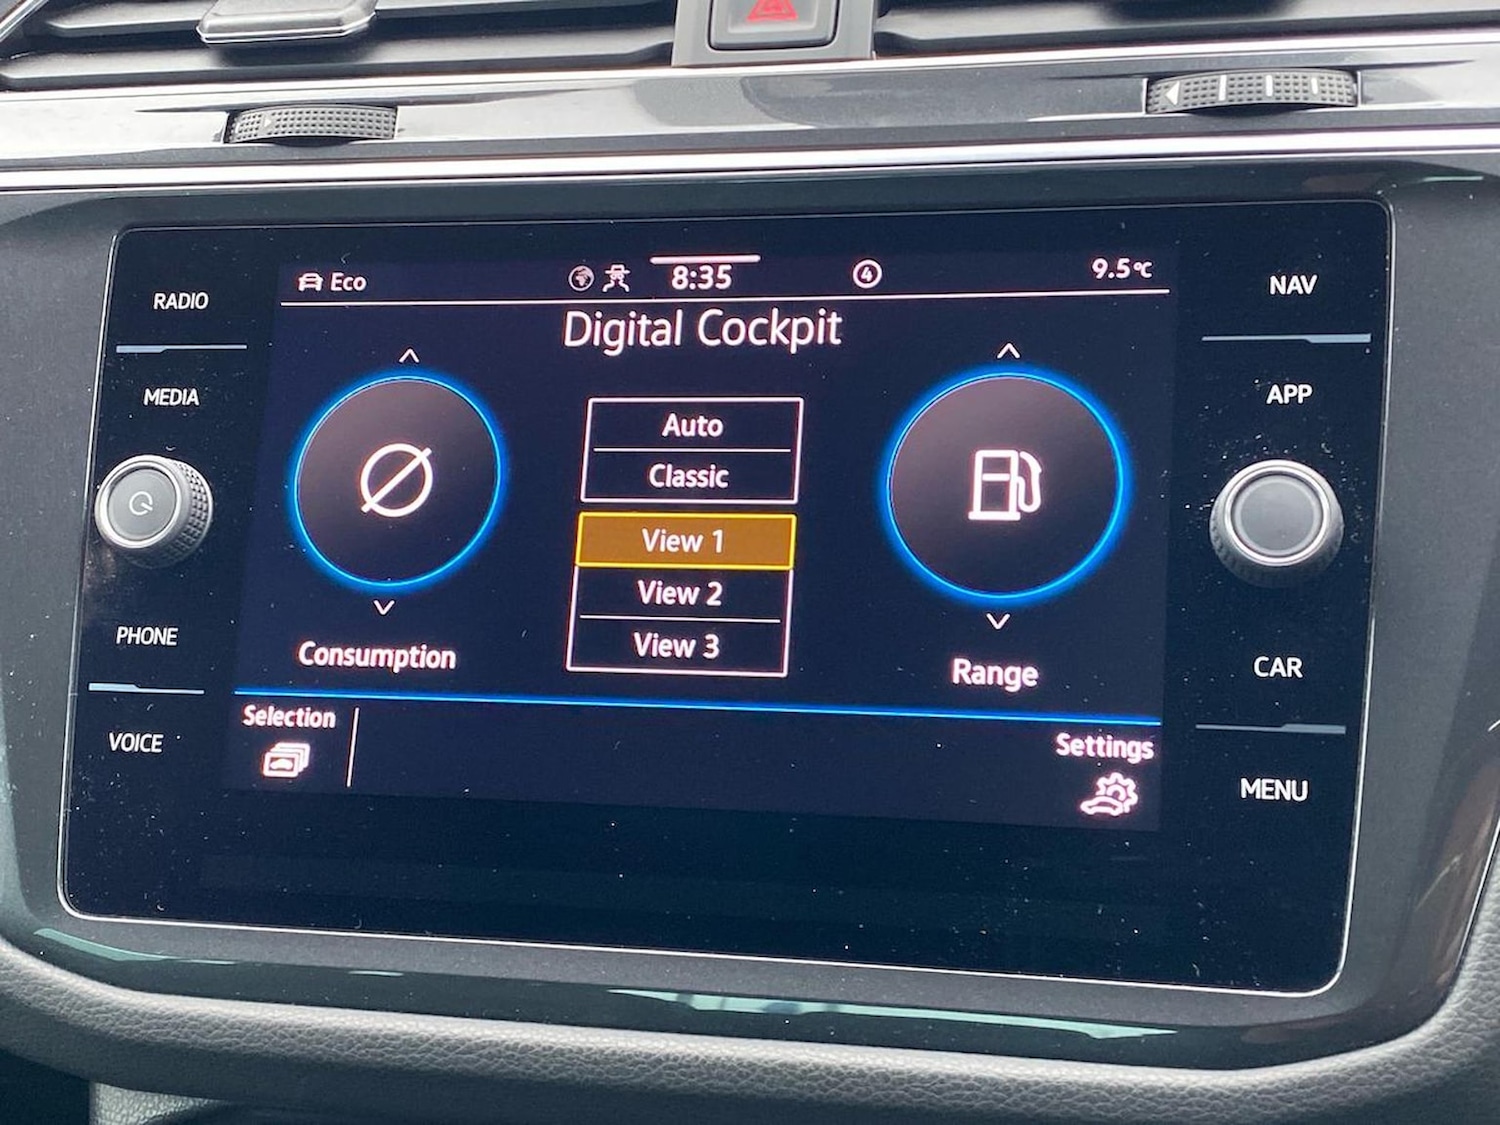 Eco
8:35
4
9.5°C
Digital Cockpit
RADIO
MEDIA
PHONE
VOICE
Auto
Classic
View 1
View 2
View 3
Consumption
Range
Selection
Settings
NAV
APP
CAR
MENU